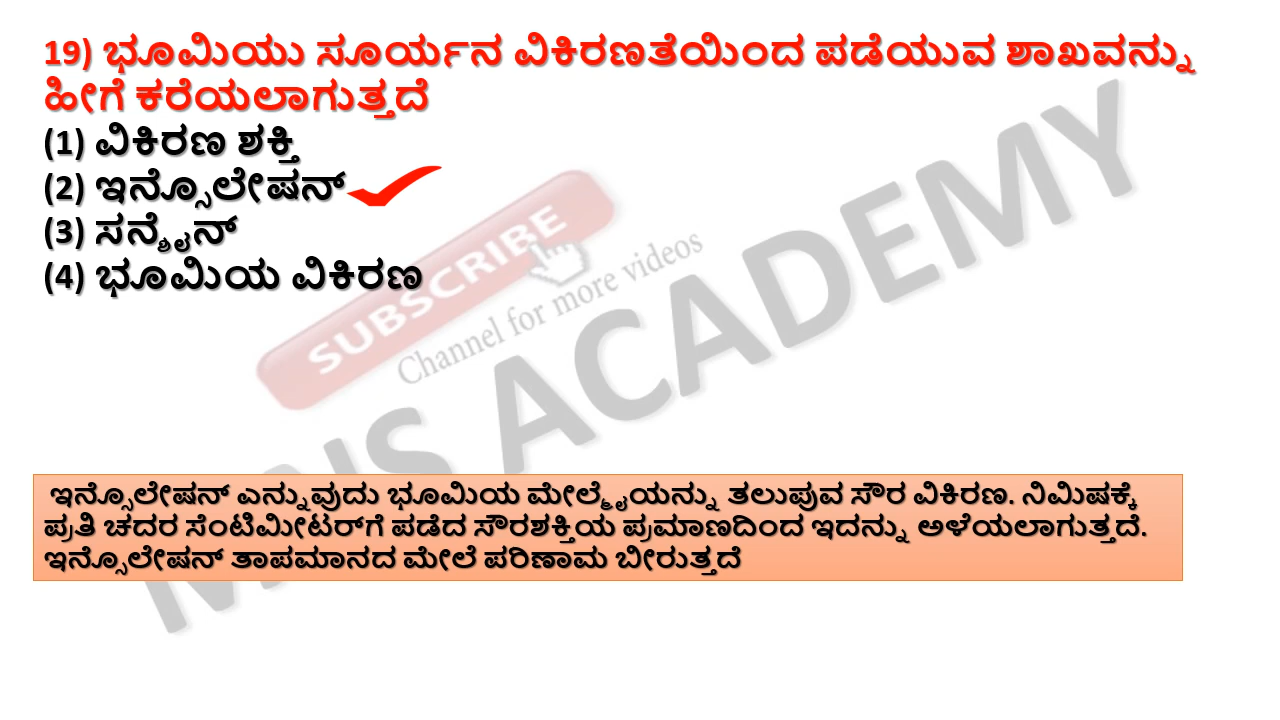 19) ಭೂಮಿಯು ಸೂರ್ಯನ ವಿಕಿರಣತೆಯಿಂದ ಪಡೆಯುವ ಶಾಖವನ್ನು
ಹೀಗೆ ಕರೆಯಲಾಗುತ್ತದೆ
(1) ವಿಕಿರಣ ಶಕ್ತಿ
(2) ಇನ್ಸೊಲೇಷನ್
(3) ಸನ್ಶೈನ್
(4) ಭೂಮಿಯ ವಿಕಿರಣ
SUBSCRIBE
Channel for more videos
MNS ACADEMY
ಇನ್ಸೊಲೇಷನ್ ಎನ್ನುವುದು ಭೂಮಿಯ ಮೇಲ್ಮೈಯನ್ನು ತಲುಪುವ ಸೌರ ವಿಕಿರಣ. ನಿಮಿಷಕ್ಕೆ
ಪ್ರತಿ ಚದರ ಸೆಂಟಿಮೀಟರ್‌ಗೆ ಪಡೆದ ಸೌರಶಕ್ತಿಯ ಪ್ರಮಾಣದಿಂದ ಇದನ್ನು ಅಳೆಯಲಾಗುತ್ತದೆ.
ಇನ್ಸೊಲೇಷನ್ ತಾಪಮಾನದ ಮೇಲೆ ಪರಿಣಾಮ ಬೀರುತ್ತದೆ